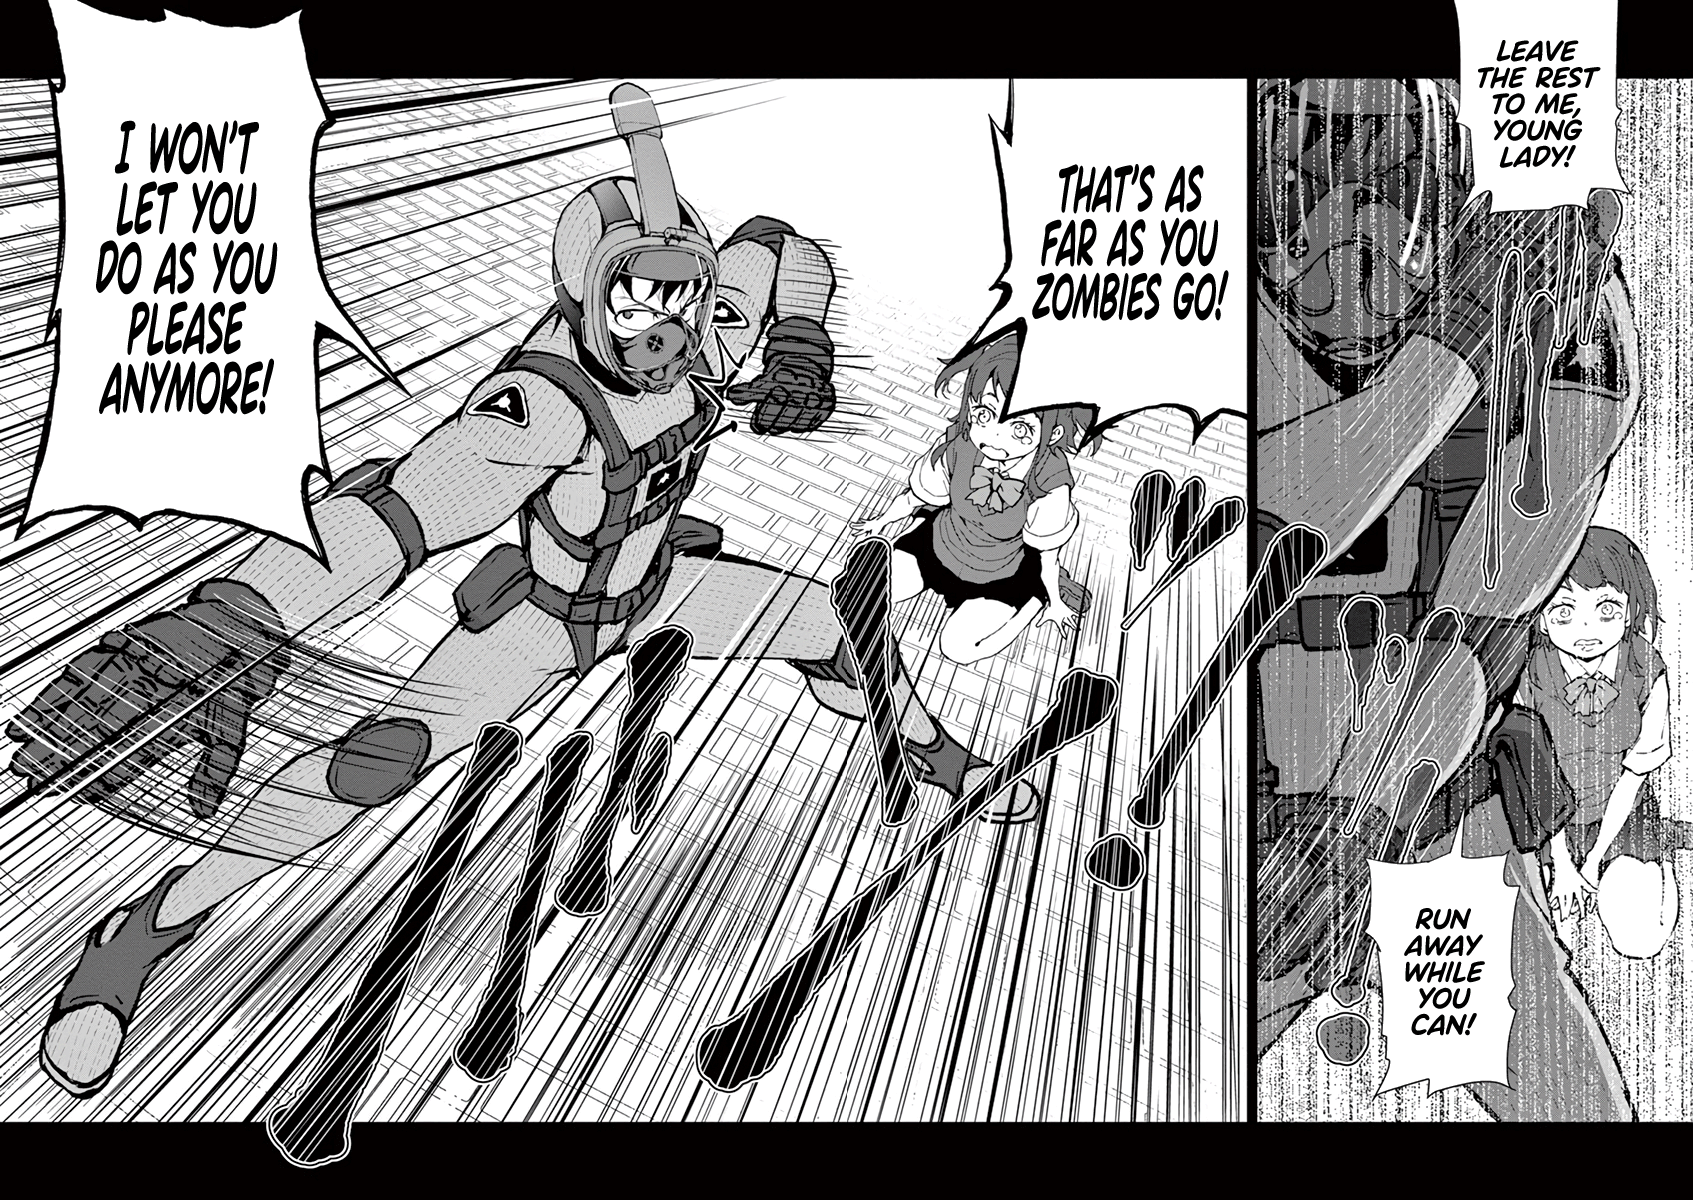 LEAVE
THE REST
TO ME,
YOUNG
LADY!
RUN
AWAY
WHILE
YOU
CAN!
THAT'S AS
FAR AS YOU
ZOMBIES GO!
I WON'T
LET YOU
DO AS YOU
PLEASE
ANYMORE!